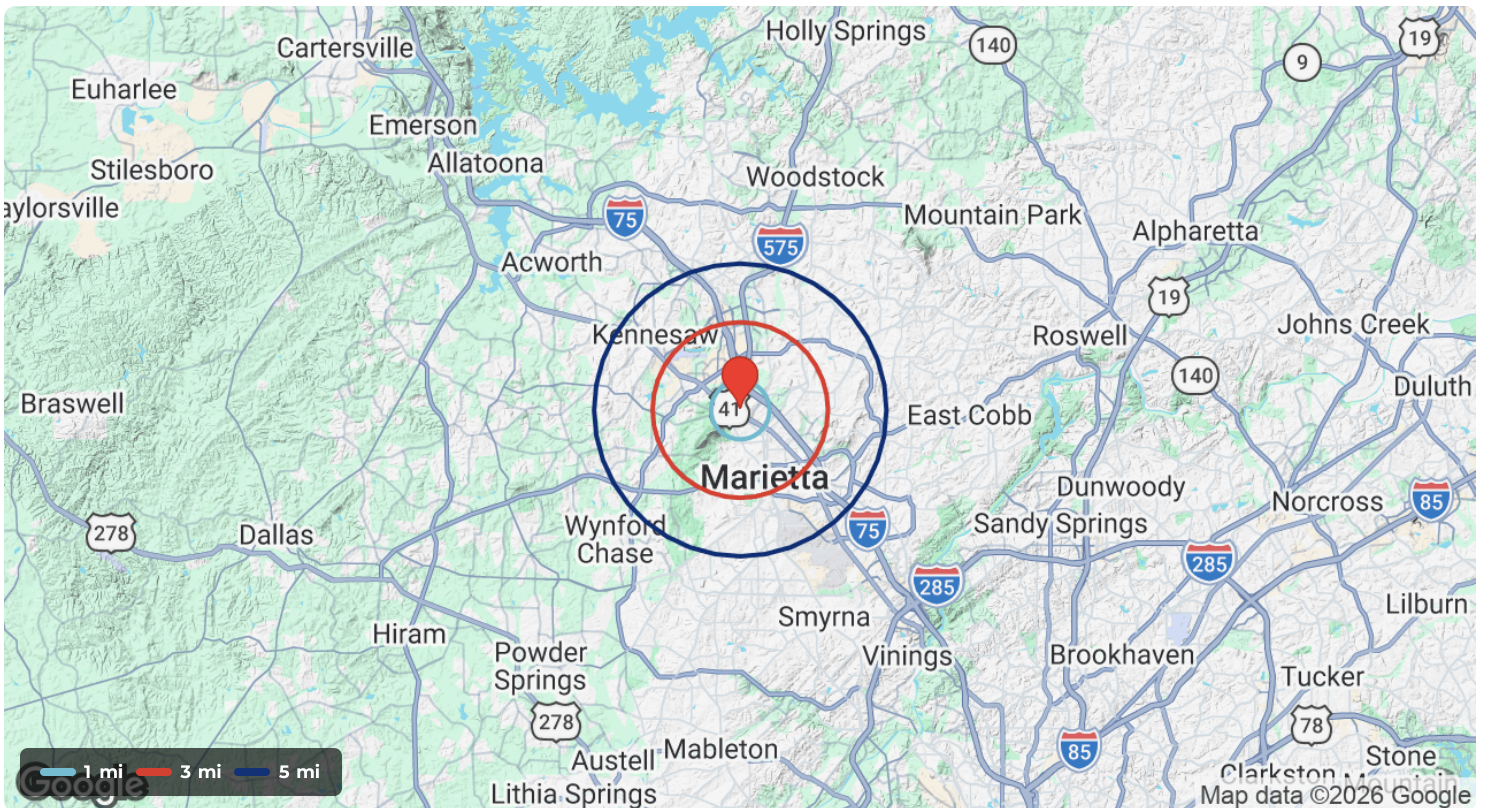 Holly Springs
140
19
9
Cartersville
Euharlee
Emerson
Allatoona
Stilesboro
Woodstock
aylorsville
75
Mountain Park
575
Alpharetta
Acworth
19
Kennesaw
Roswell
Johns Creek
140
Duluth
Braswell
41
East Cobb
Marietta
Dunwoody
Norcross
85
278
Dallas
Wynford
Chase
75
Sandy Springs
285
285
Smyrna
Lilburn
Hiram
Powder
Springs
Vinings
Brookhaven
Tucker
278
78
85
Austell
Mableton
Stone
Mountain
Clarkston
Lithia Springs
1 mi
3 mi
5 mi
Google
Map data ©2026 Google